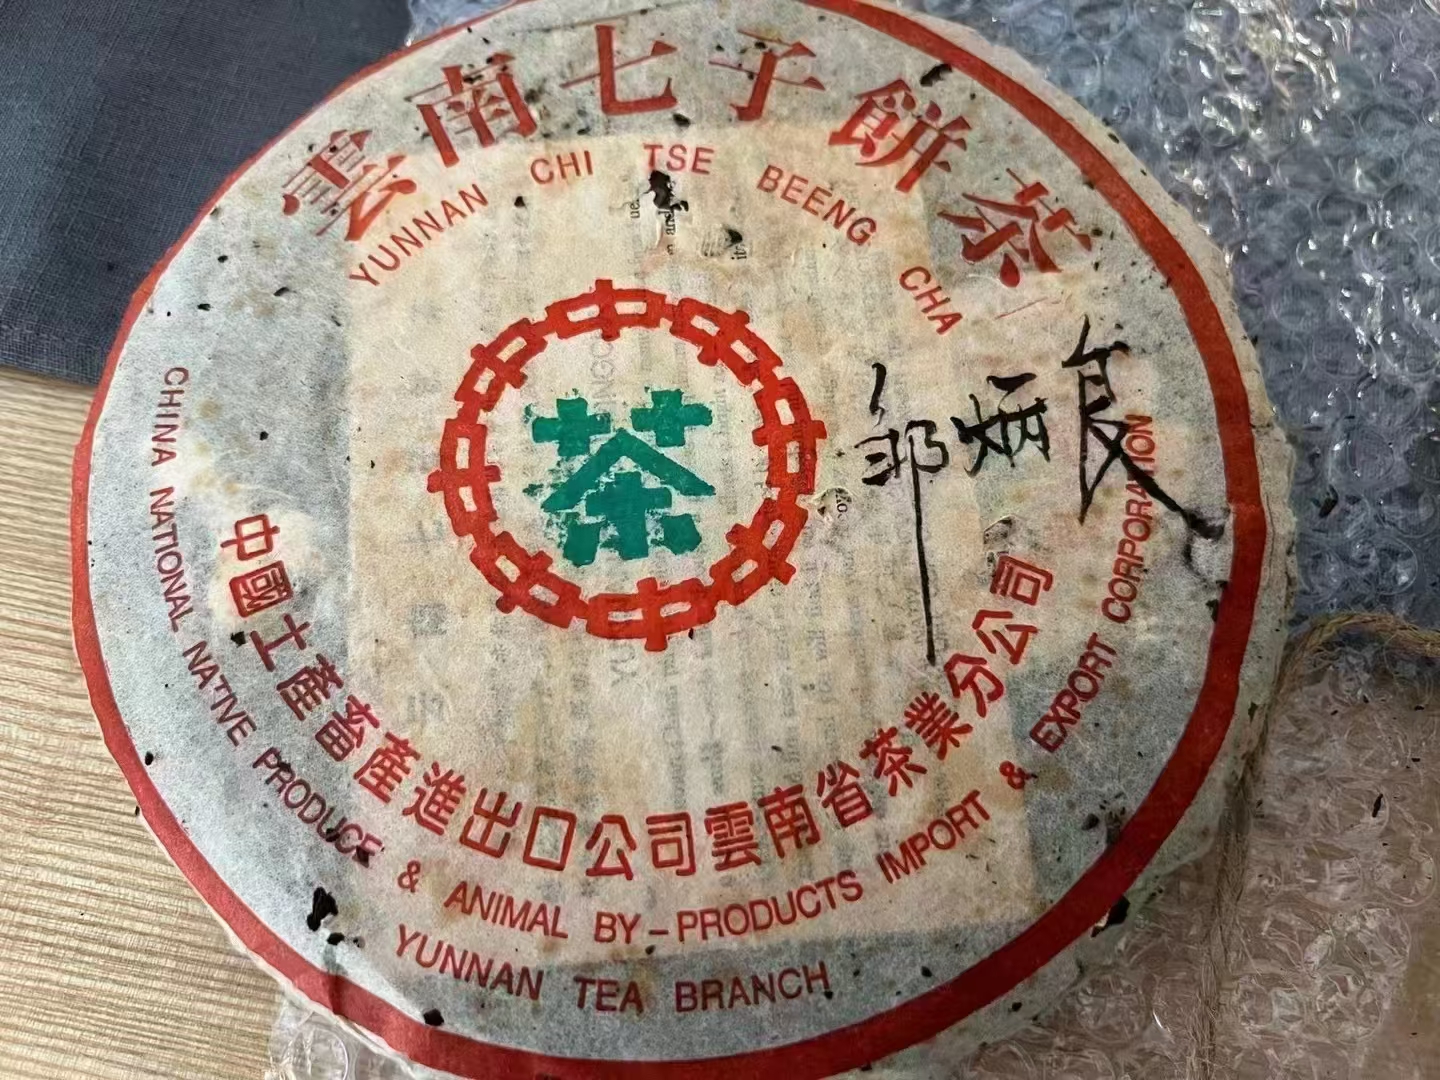 雲南七子餅茶
YUNNAN CHI TSE BEENG CHA
茶
邹炳良
中國土產畜產進出口公司雲南省茶業分公司
CHINA NATIONAL NATIVE PRODUCE & ANIMAL BY-PRODUCTS IMPORT & EXPORT CORPORATION
YUNNAN TEA BRANCH